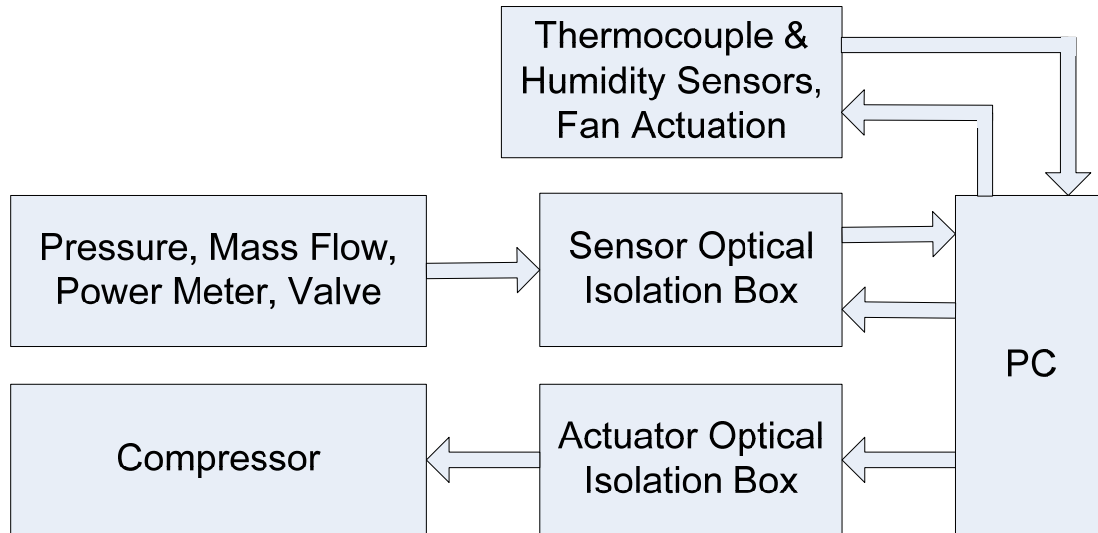 Thermocouple &
Humidity Sensors,
Fan Actuation
Pressure, Mass Flow,
Power Meter, Valve
Sensor Optical
Isolation Box
PC
Compressor
Actuator Optical
Isolation Box